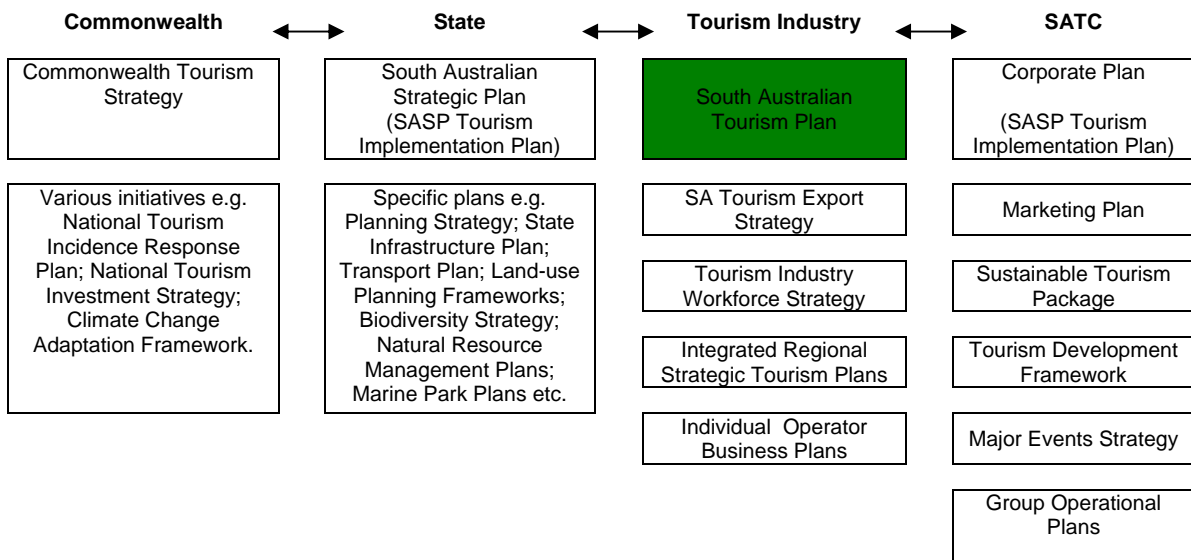 Commonwealth
State
Tourism Industry
SATC
Commonwealth Tourism
Strategy
South Australian
Strategic Plan
(SASP Tourism
Implementation Plan)
South Australian
Tourism Plan
Corporate Plan
(SASP Tourism
Implementation Plan)
Various initiatives e.g.
National Tourism
Incidence Response
Plan; National Tourism
Investment Strategy;
Climate Change
Adaptation Framework.
Specific plans e.g.
Planning Strategy; State
Infrastructure Plan;
Transport Plan; Land-use
Planning Frameworks;
Biodiversity Strategy;
Natural Resource
Management Plans;
Marine Park Plans etc.
SA Tourism Export
Strategy
Tourism Industry
Workforce Strategy
Integrated Regional
Strategic Tourism Plans
Individual Operator
Business Plans
Marketing Plan
Sustainable Tourism
Package
Tourism Development
Framework
Major Events Strategy
Group Operational
Plans